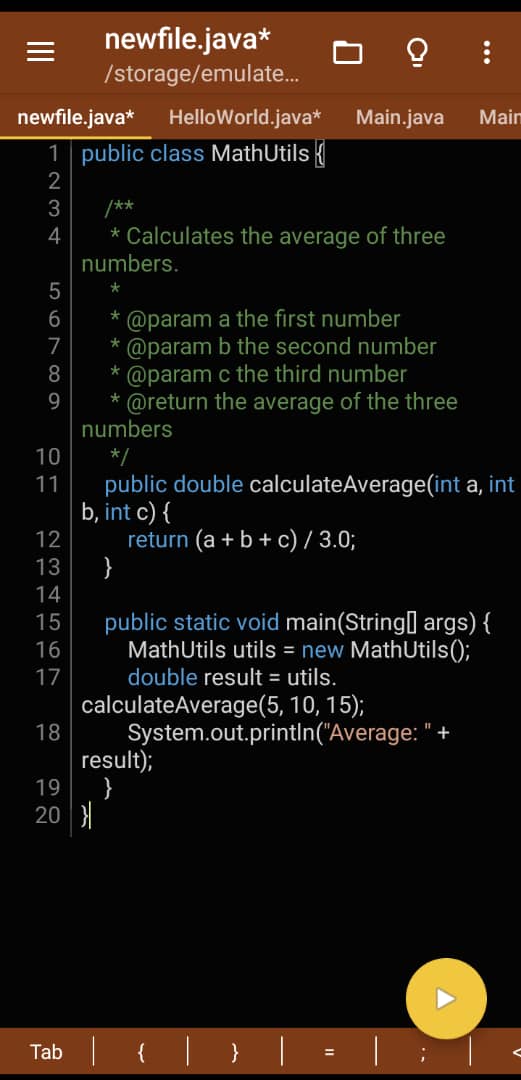 newfile.java*
/storage/emulate...
newfile.java* HelloWorld.java* Main.java Main
1 public class MathUtils {
2
3 /**
4 * Calculates the average of three
numbers.
5 *
6 * @param a the first number
7 * @param b the second number
8 * @param c the third number
9 * @return the average of the three
numbers
10 */
11 public double calculateAverage(int a, int
b, int c) {
12 return (a + b + c) / 3.0;
13 }
14
15 public static void main(String[] args) {
16 MathUtils utils = new MathUtils();
17 double result = utils.
calculateAverage(5, 10, 15);
18 System.out.println("Average: " +
result);
19 }
20 }
Tab { } = ; <